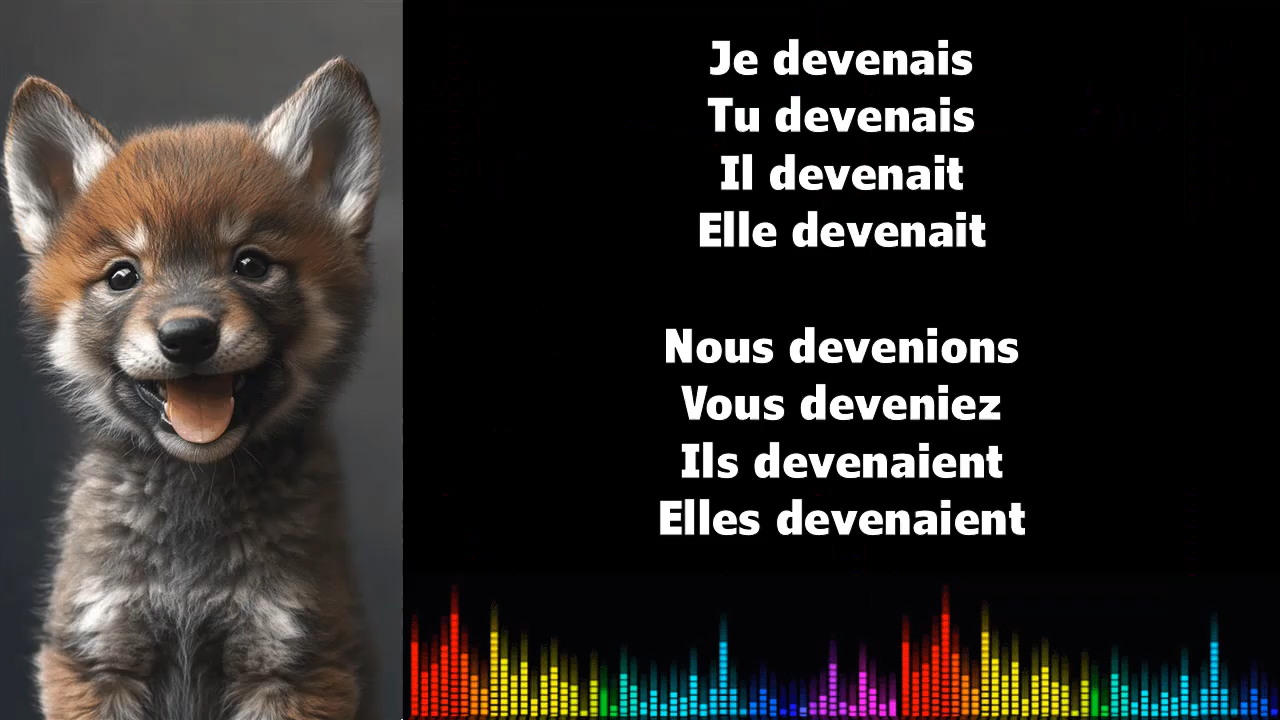 Je devenais
Tu devenais
Il devenait
Elle devenait
Nous devenions
Vous deveniez
Ils devenaient
Elles devenaient